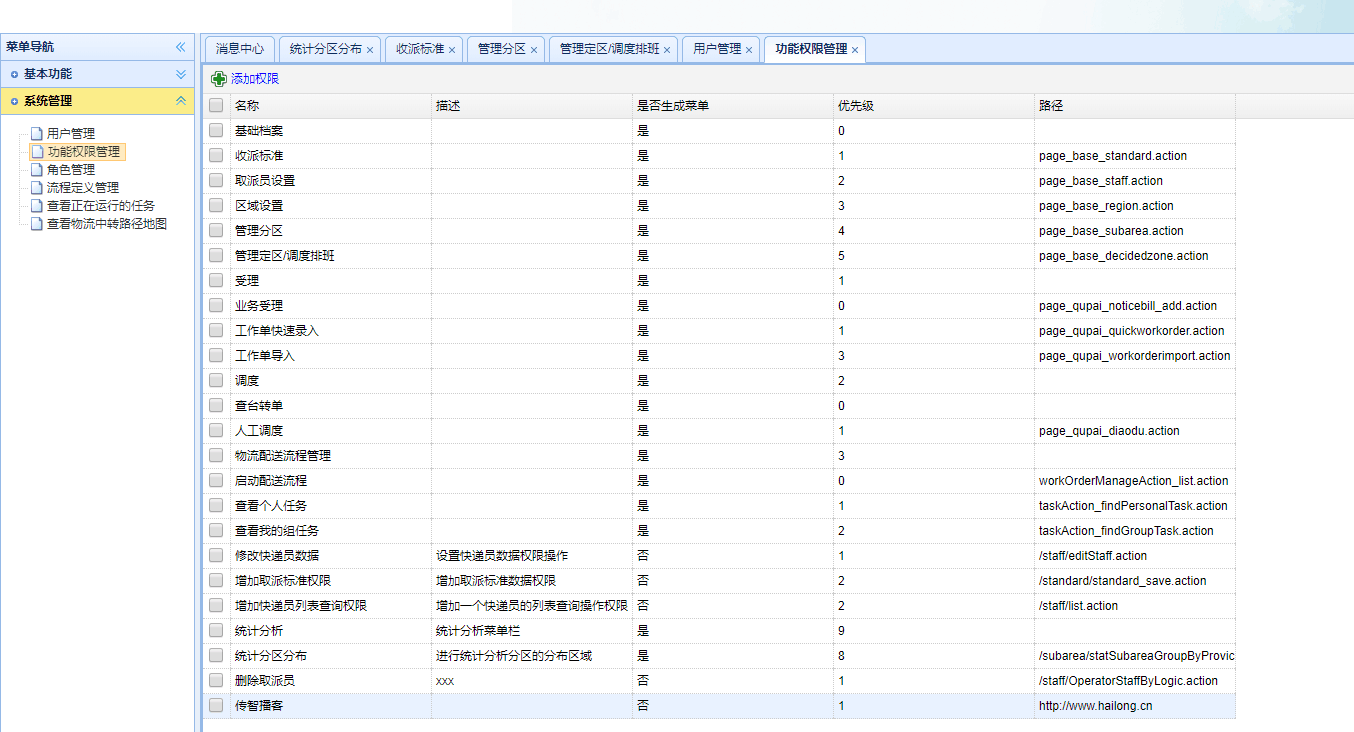 菜单导航
基本功能
系统管理
用户管理
功能权限管理
角色管理
流程定义管理
查看正在运行的任务
查看物流中转路径地图
消息中心 统计分区分布 收派标准 管理分区 管理定区/调度排班 用户管理 功能权限管理
添加权限
名称 描述 是否生成菜单 优先级 路径
基础档案 是 0
收派标准 是 1 page_base_standard.action
取派员设置 是 2 page_base_staff.action
区域设置 是 3 page_base_region.action
管理分区 是 4 page_base_subarea.action
管理定区/调度排班 是 5 page_base_decidedzone.action
受理 是 1
业务受理 是 0 page_qupai_noticebill_add.action
工作单快速录入 是 1 page_qupai_quickworkorder.action
工作单导入 是 3 page_qupai_workorderimport.action
调度 是 2
查台转单 是 0
人工调度 是 1 page_qupai_diaodu.action
物流配送流程管理 是 3
启动配送流程 是 0 workOrderManageAction_list.action
查看个人任务 是 1 taskAction_findPersonalTask.action
查看我的组任务 是 2 taskAction_findGroupTask.action
修改快递员数据 设置快递员数据权限操作 否 1 /staff/editStaff.action
增加取派标准权限 增加取派标准数据权限 否 2 /standard/standard_save.action
增加快递员列表查询权限 增加一个快递员的列表查询操作权限 否 2 /staff/list.action
统计分析 统计分析菜单栏 是 9
统计分区分布 进行统计分析分区的分布区域 是 8 /subarea/statSubareaGroupByProvic
删除取派员 xxx 否 1 /staff/OperatorStaffByLogic.action
传智播客 否 1 http://www.hailong.cn